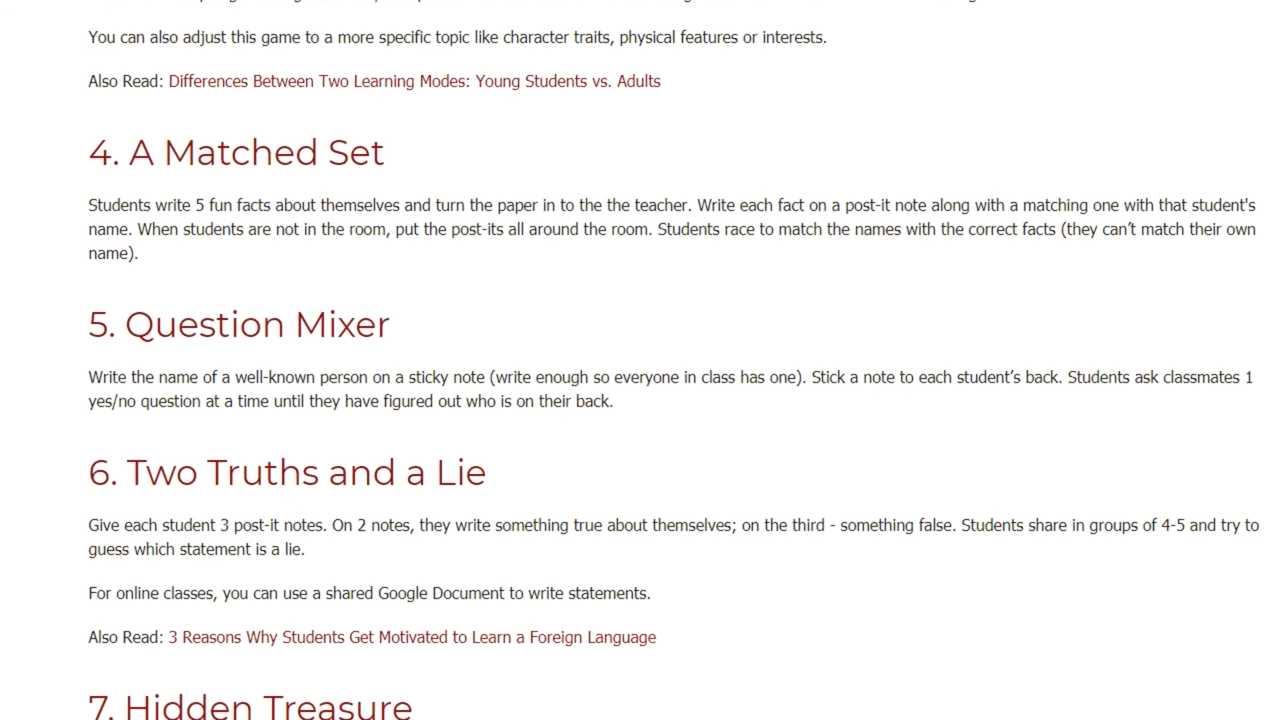 You can also adjust this game to a more specific topic like character traits, physical features or interests.
Also Read: Differences Between Two Learning Modes: Young Students vs. Adults
4. A Matched Set
Students write 5 fun facts about themselves and turn the paper in to the the teacher. Write each fact on a post-it note along with a matching one with that student's
name. When students are not in the room, put the post-its all around the room. Students race to match the names with the correct facts (they can’t match their own
name).
5. Question Mixer
Write the name of a well-known person on a sticky note (write enough so everyone in class has one). Stick a note to each student’s back. Students ask classmates 1
yes/no question at a time until they have figured out who is on their back.
6. Two Truths and a Lie
Give each student 3 post-it notes. On 2 notes, they write something true about themselves; on the third - something false. Students share in groups of 4-5 and try to
guess which statement is a lie.
For online classes, you can use a shared Google Document to write statements.
Also Read: 3 Reasons Why Students Get Motivated to Learn a Foreign Language
7. Hidden Treasure